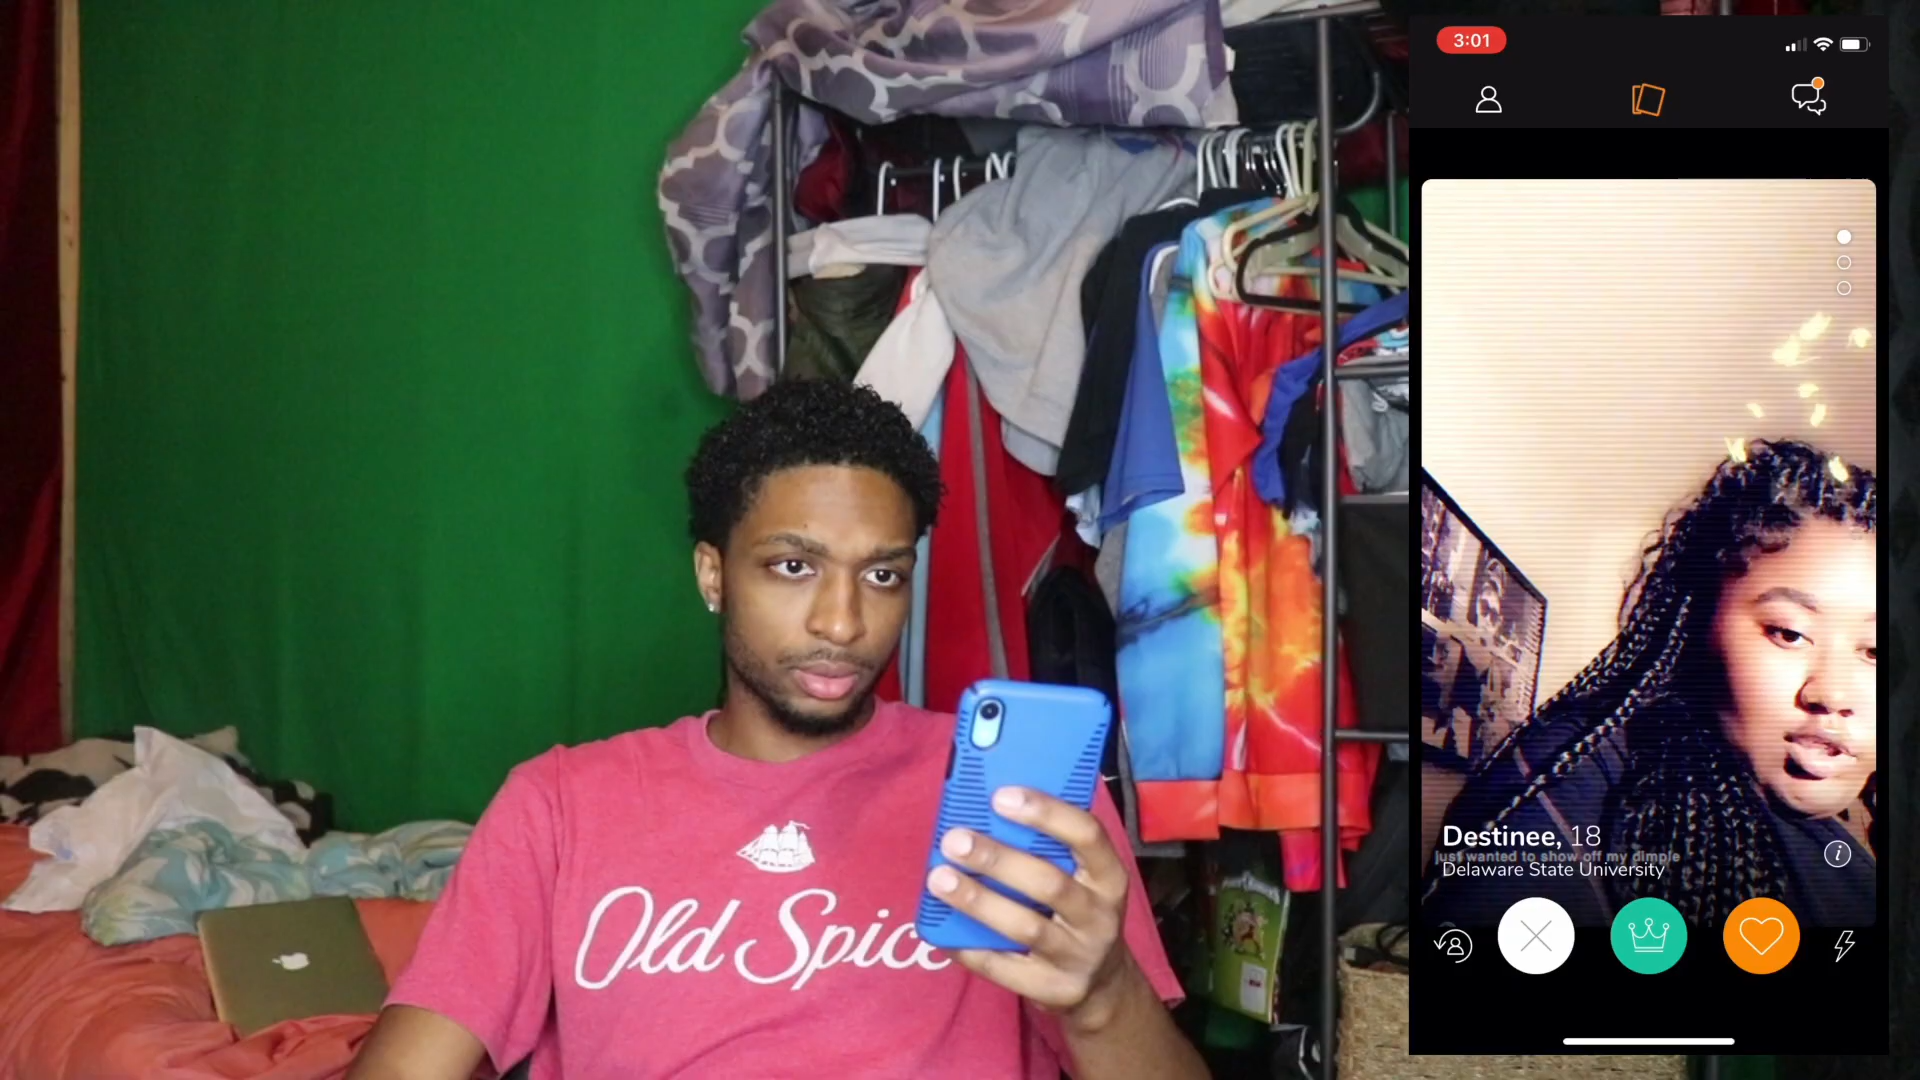 3:01
Old Spice
Destinee, 18
just wanted to show off my dimple
Delaware State University